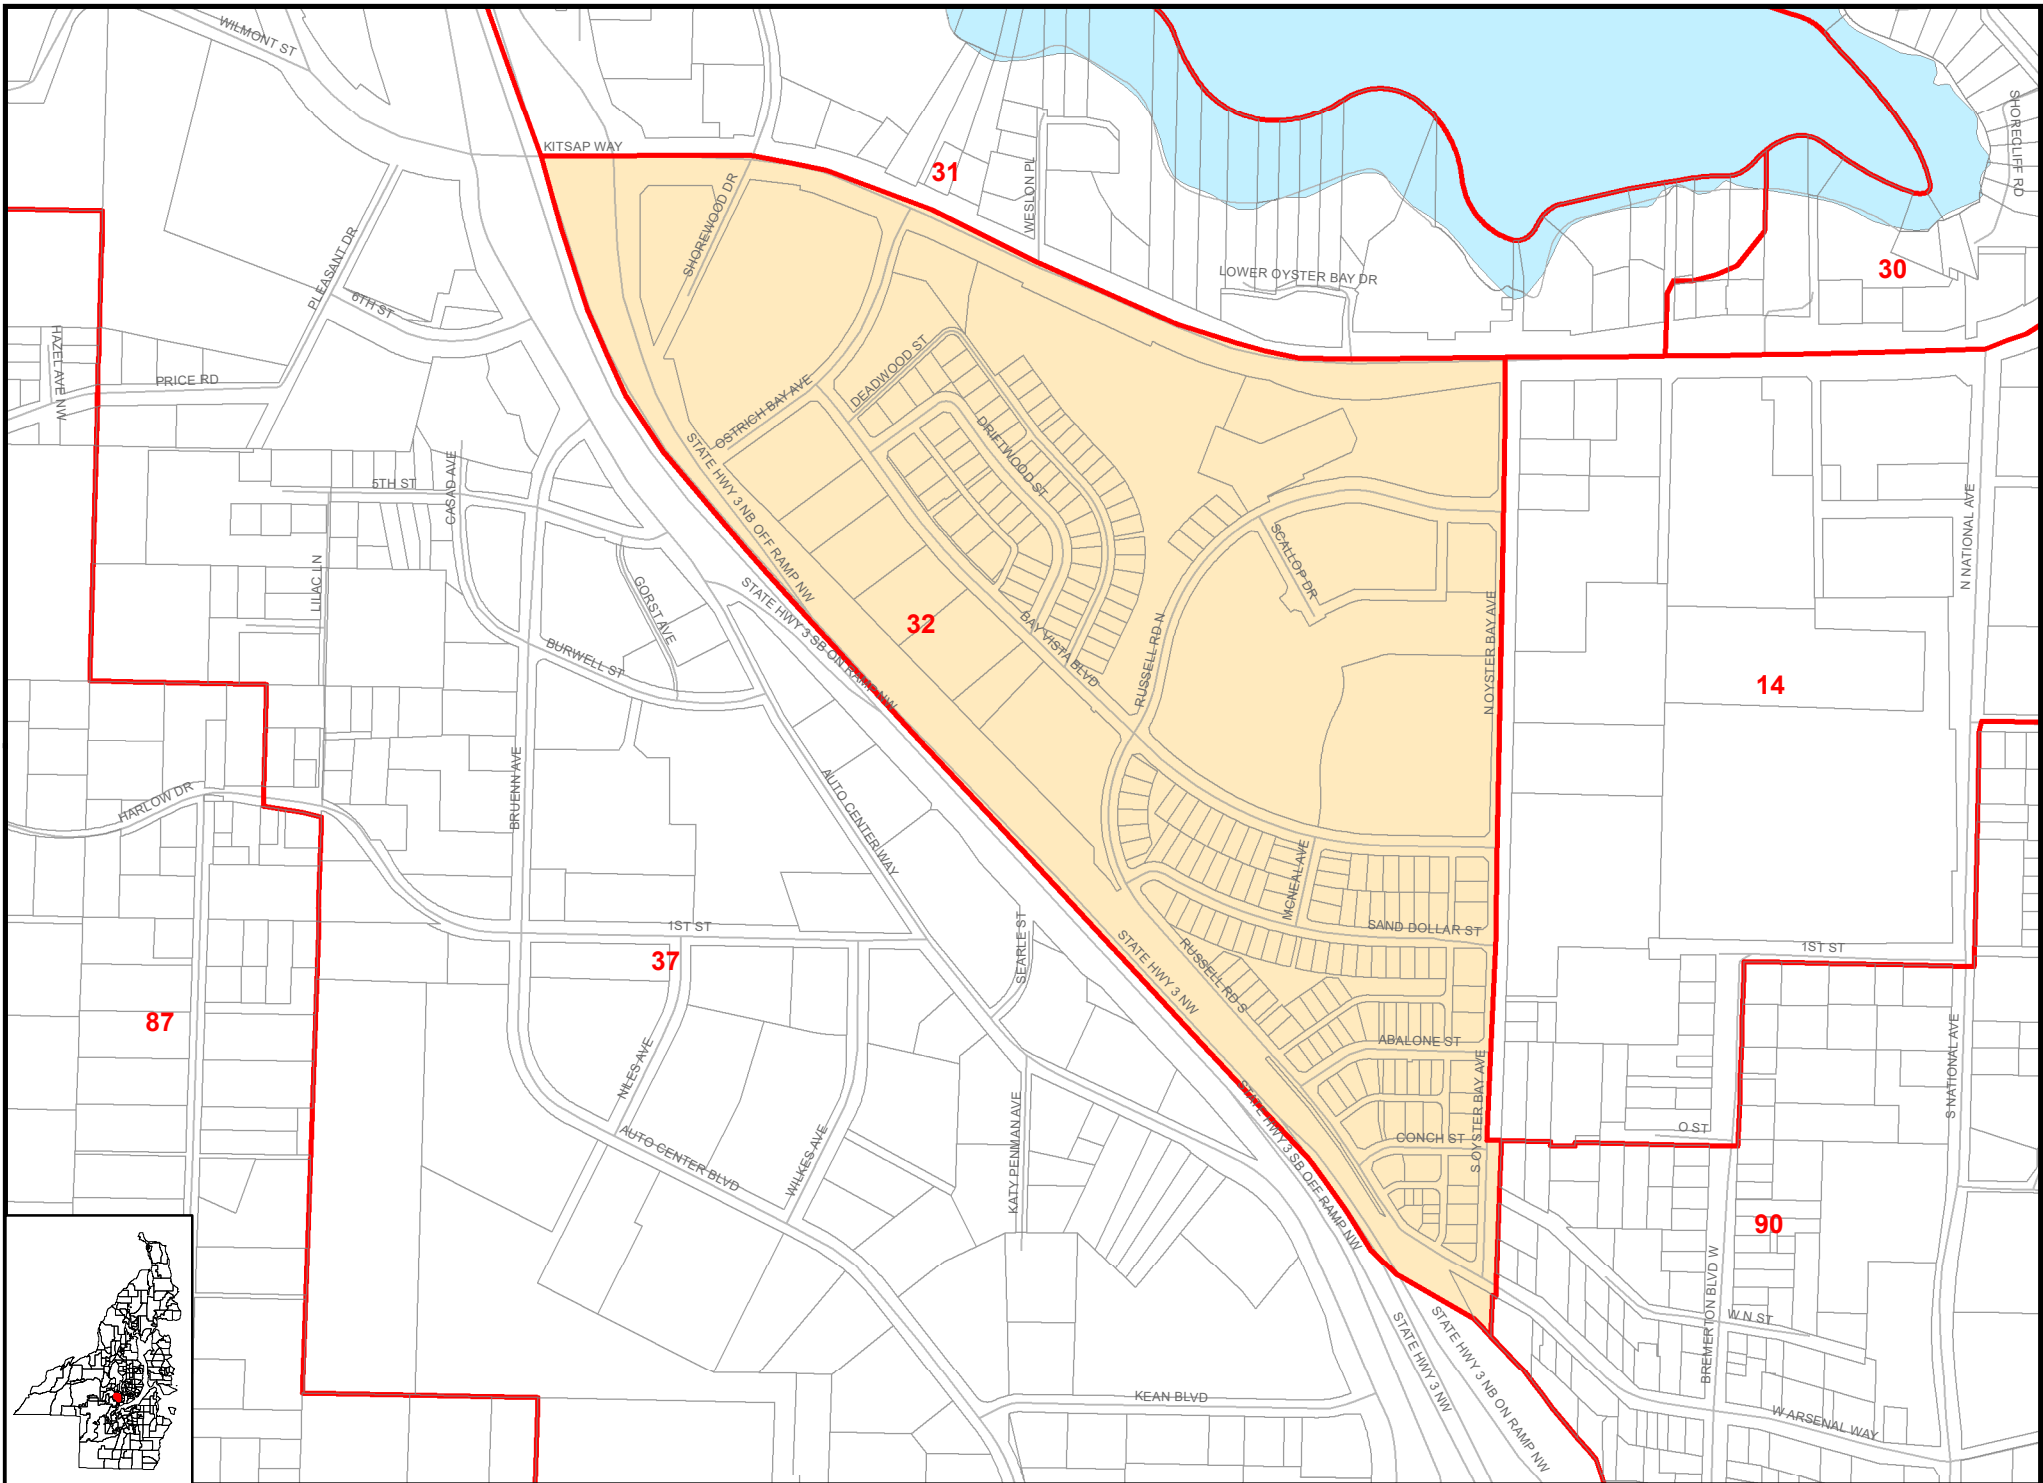 WILMONT ST
KITSAP WAY
31
SHORECLIFF RD
WESLON PL
SHOREWOOD DR
PLEASANT DR
30
LOWER OYSTER BAY DR
6TH ST
HAZEL AVE NW
PRICE RD
DEADWOOD ST
OSTRICH BAY AVE
DRIFTWOOD ST
STATE HWY 3 NB OFF RAMP NW
5TH ST
CASAD AVE
N NATIONAL AVE
SCALLOP DR
LILAC LN
GORST AVE
STATE HWY 3 SB ON RAMP NW
32
BAY VISTA BLVD
RUSSELL RD N
N OYSTER BAY AVE
BURWELL ST
14
BRUENN AVE
HARLOW DR
AUTO CENTER WAY
MCNEAL AVE
1ST ST
SEARLE ST
SAND DOLLAR ST
1ST ST
37
STATE HWY 3 NW
RUSSELL RD S
87
ABALONE ST
S NATIONAL AVE
NILES AVE
S OYSTER BAY AVE
O ST
CONCH ST
AUTO CENTER BLVD
WILKES AVE
KATY PENMAN AVE
STATE HWY 3 SB OFF RAMP NW
90
BREMERTON BLVD W
W N ST
STATE HWY 3 NW
STATE HWY 3 NB ON RAMP NW
KEAN BLVD
W ARSENAL WAY